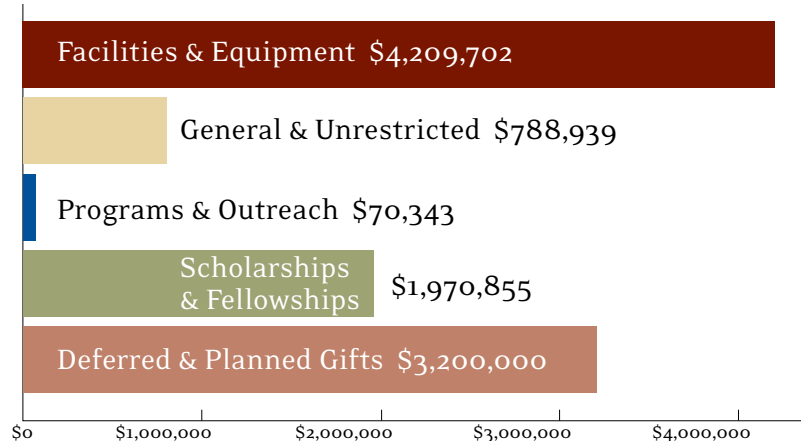 Facilities & Equipment $4,209,702
General & Unrestricted $788,939
Programs & Outreach $70,343
Scholarships
& Fellowships $1,970,855
Deferred & Planned Gifts $3,200,000
$0 $1,000,000 $2,000,000 $3,000,000 $4,000,000